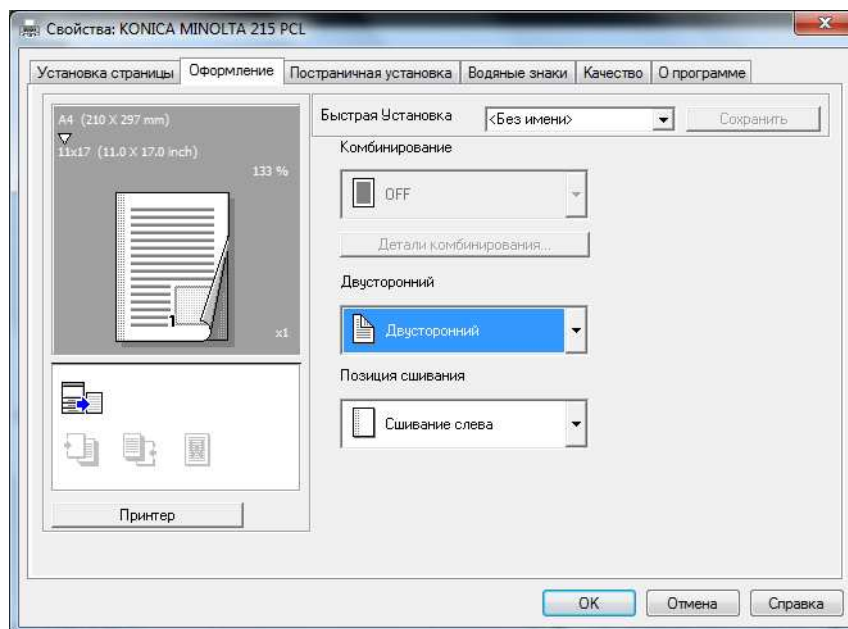 Свойства: KONICA MINOLTA 215 PCL
Установка страницы
Оформление
Постраничная установка
Водяные знаки
Качество
О программе
A4 (210 X 297 mm)
11x17 (11.0 X 17.0 inch)
133 %
1
x1
Принтер
Быстрая Установка
<Без имени>
Сохранить
Комбинирование
OFF
Детали комбинирования...
Двусторонний
Двусторонний
Позиция сшивания
Сшивание слева
OK
Отмена
Справка